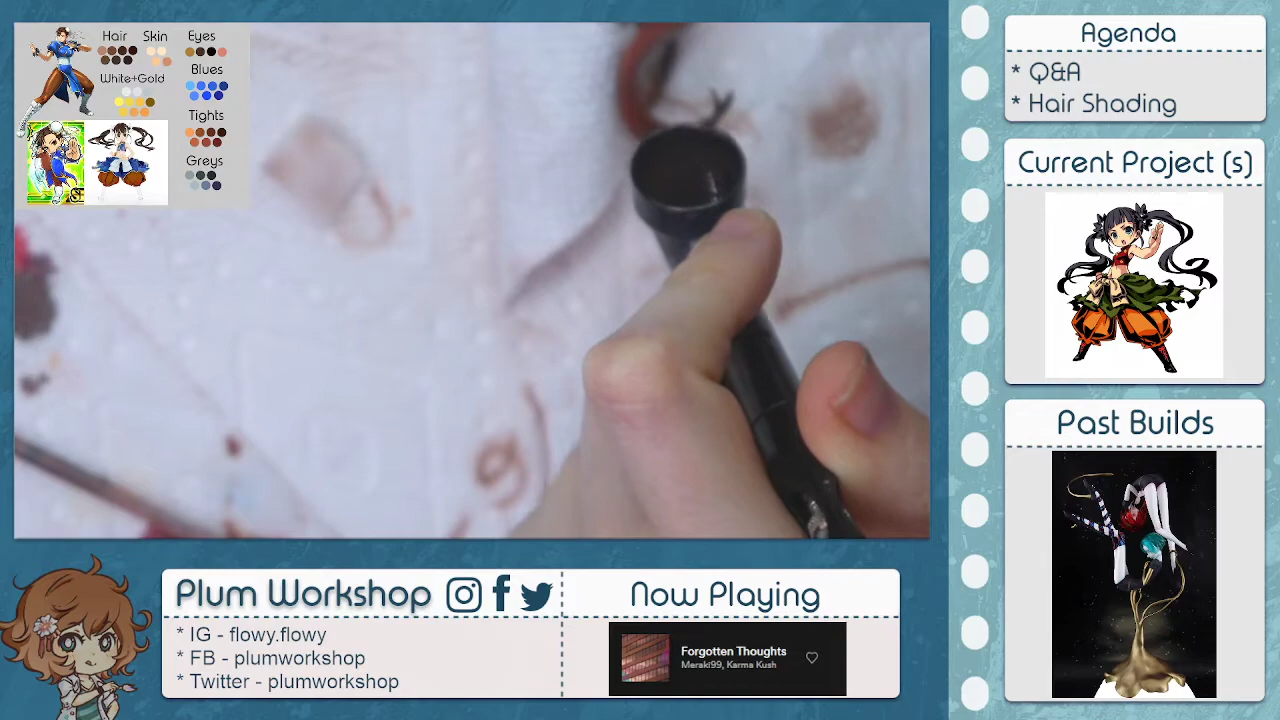 Hair Skin Eyes
White+Gold
Blues
Tights
Greys
Agenda
* Q&A
* Hair Shading
Current Project (s)
Past Builds
Plum Workshop
* IG - flowy.flowy
* FB - plumworkshop
* Twitter - plumworkshop
Now Playing
Forgotten Thoughts
Meraki99, Karma Kush